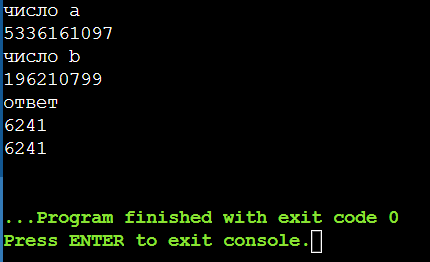 число a
5336161097
число b
196210799
ответ
6241
6241
...Program finished with exit code 0
Press ENTER to exit console.